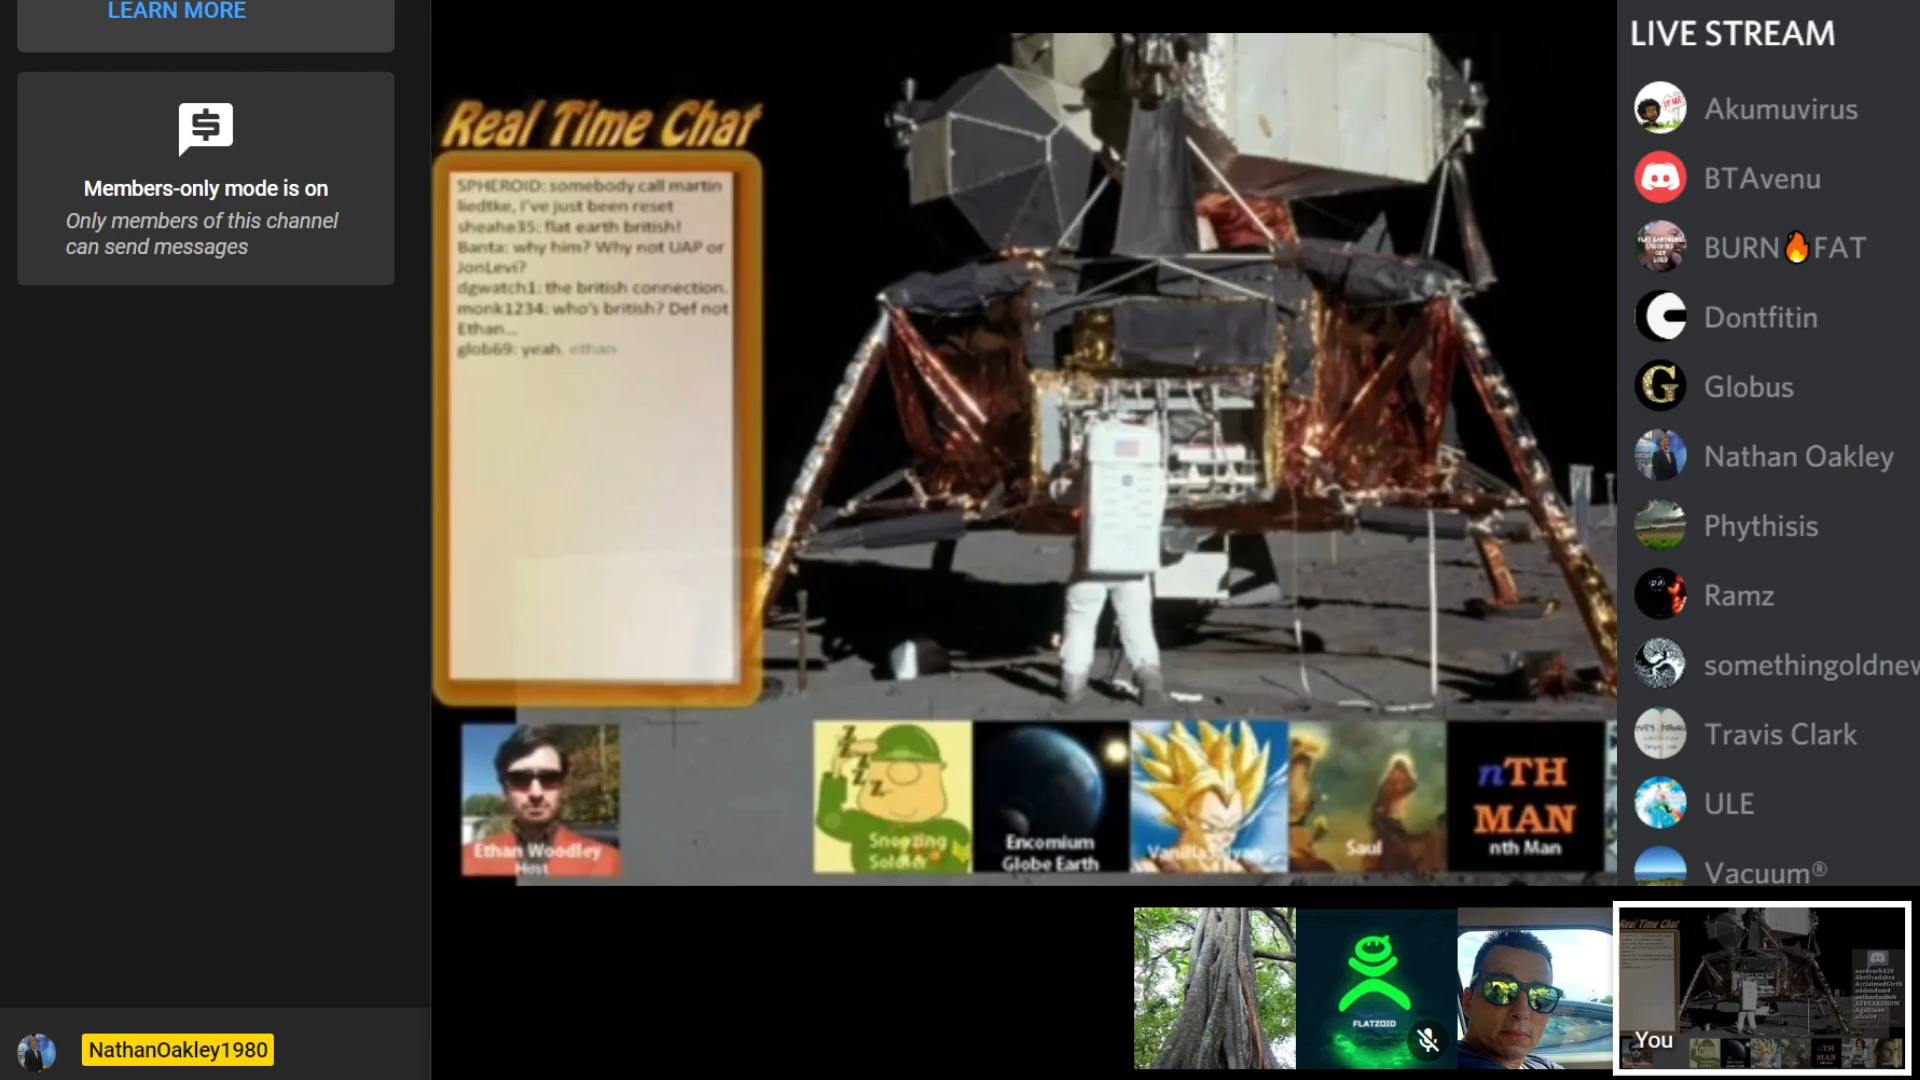 LEARN MORE
Members-only mode is on
Only members of this channel
can send messages
NathanOakley1980
Real Time Chat
SPHEROID: somebody call martin
liedtke, I've just been reset
sheahe35: flat earth british!
Banta: why him? Why not UAP or
JonLevi?
dgwatch1: the british connection.
monk1234: who's british? Def not
Ethan...
glob69: yeah, ethan
Ethan Woodley
Host
Snoozing
Soldier
Encomium
Globe Earth
Saul
nTH
MAN
nth Man
LIVE STREAM
Akumuvirus
BTAvenu
BURN🔥FAT
Dontfitin
G
Globus
Nathan Oakley
Phythisis
Ramz
somethingoldnew
Travis Clark
ULE
Vacuum®
FLATZOID
Real Time Chat
You